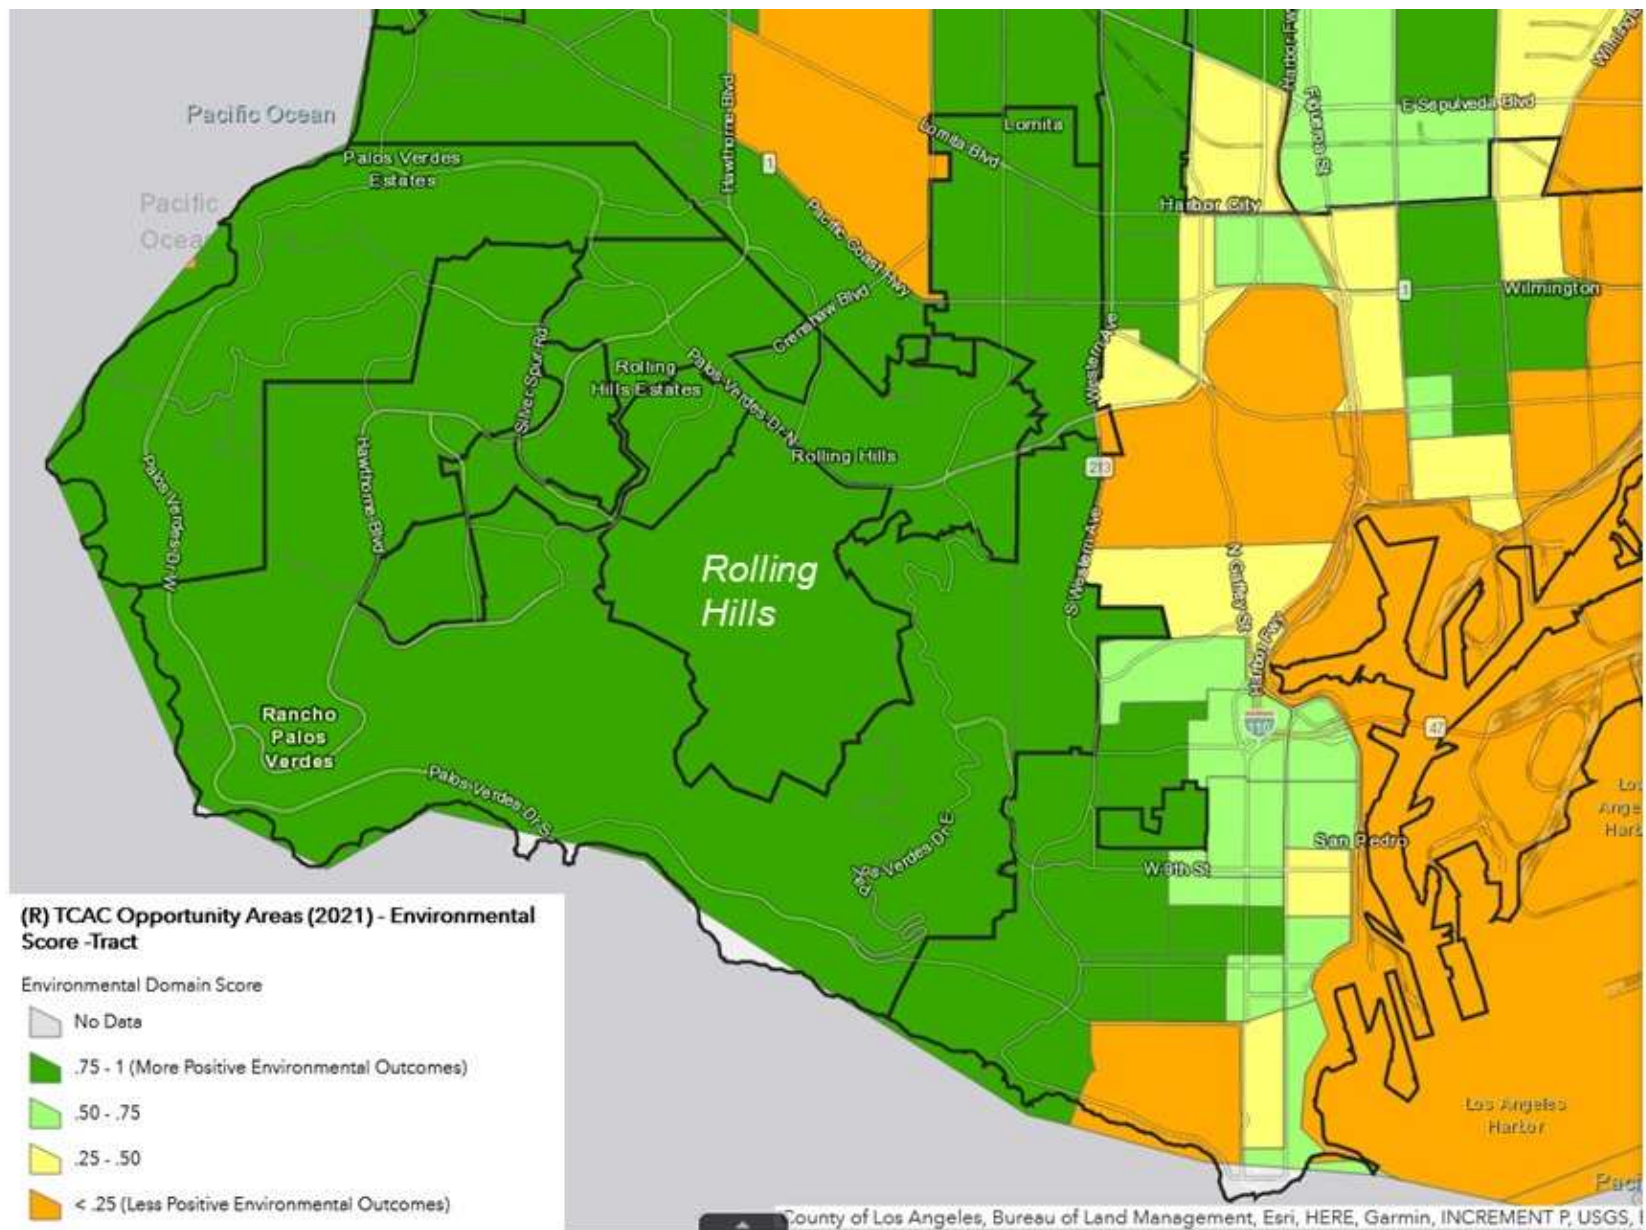 Pacific Ocean
Pacific
Palos Verdes
Estates
Hawthorne Blvd
1
Lomita Blvd
Lomita
Harbor Fwy
Figueroa St
E Sepulveda Blvd
Harbor City
Pacific Coast Hwy
Crenshaw Blvd
1
Wilmington
Western Ave
Silver Spur Rd
Rolling
Hills Estates
Palos Verdes Dr N
Rolling Hills
Hawthorne Blvd
Palos Verdes Dr W
213
S Western Ave
N Gaffey St
Harbor Fwy
Rolling
Hills
Rancho
Palos
Verdes
Palos Verdes Dr S
110
47
San Pedro
W 9th St
Los Angeles
Harbor
(R) TCAC Opportunity Areas (2021) - Environmental
Score -Tract
Environmental Domain Score
No Data
.75 - 1 (More Positive Environmental Outcomes)
.50 - .75
.25 - .50
< .25 (Less Positive Environmental Outcomes)
County of Los Angeles, Bureau of Land Management, Esri, HERE, Garmin, INCREMENT P, USGS,